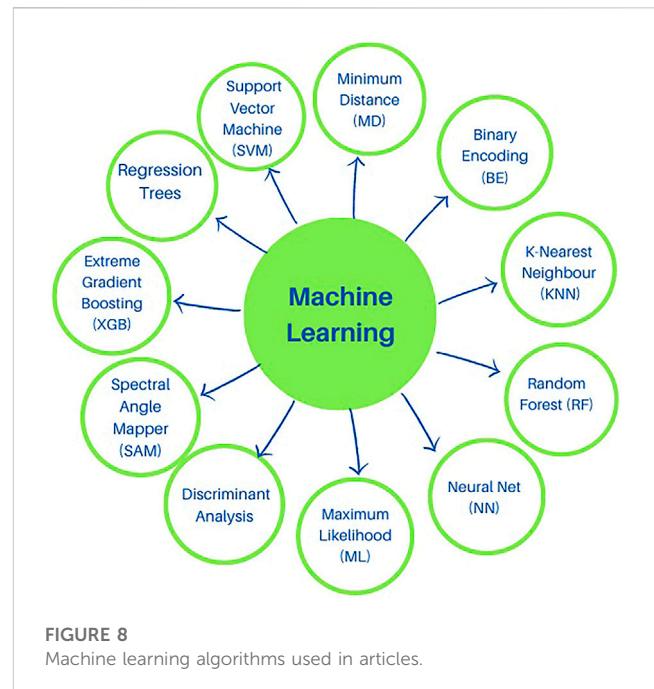 Machine
Learning
Minimum
Distance
(MD)
Binary
Encoding
(BE)
K-Nearest
Neighbour
(KNN)
Random
Forest (RF)
Neural Net
(NN)
Maximum
Likelihood
(ML)
Discriminant
Analysis
Spectral
Angle
Mapper
(SAM)
Extreme
Gradient
Boosting
(XGB)
Regression
Trees
Support
Vector
Machine
(SVM)
FIGURE 8
Machine learning algorithms used in articles.